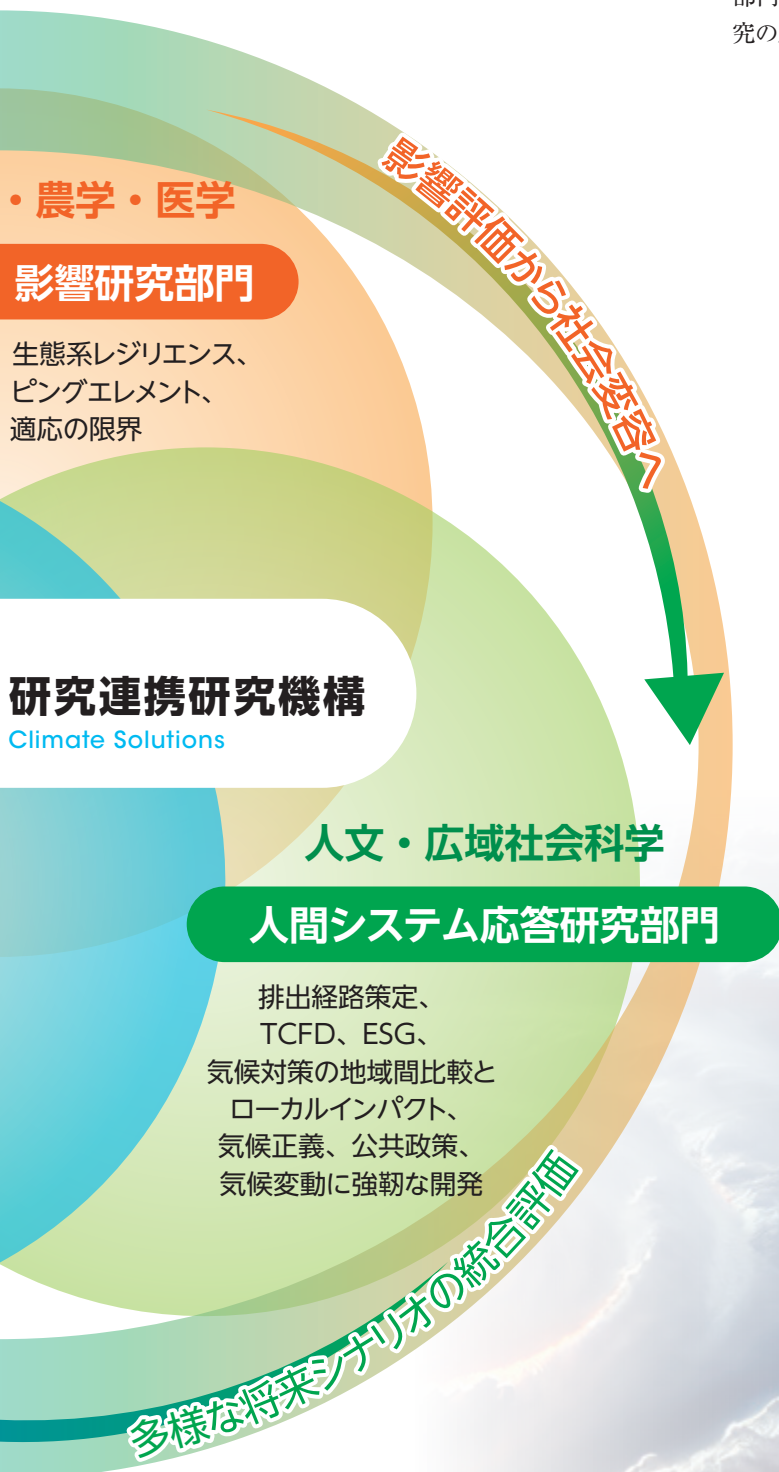 究の
影響評価から社会変容へ
・農学・医学
影響研究部門
生態系レジリエンス、
ピングエレメント、
適応の限界
研究連携研究機構
Climate Solutions
人文・広域社会科学
人間システム応答研究部門
排出経路策定、
TCFD、ESG、
気候対策の地域間比較と
ローカルインパクト、
気候正義、公共政策、
気候変動に強靭な開発
多様な将来シナリオの統合評価